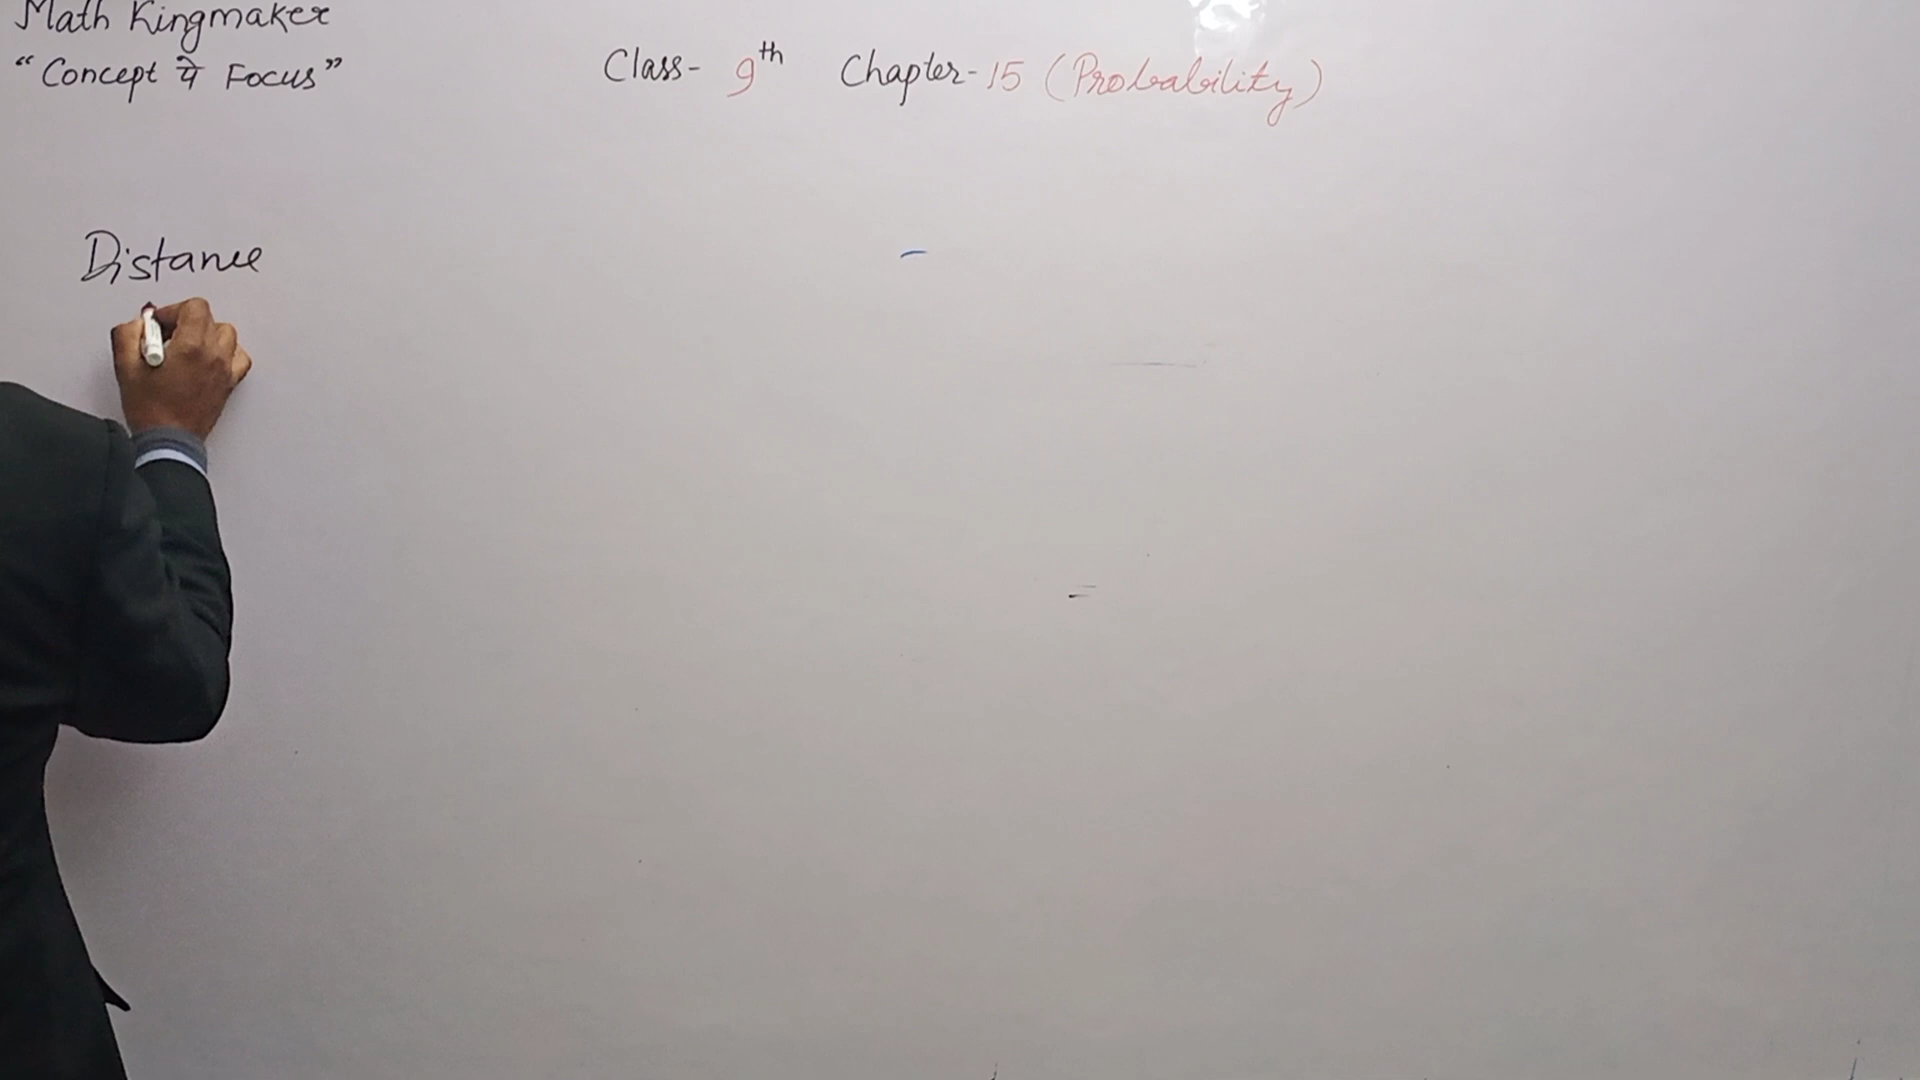 Math Kingmaker
"Concept पे Focus"
Class- 9th Chapter-15 (Probability)
Distance